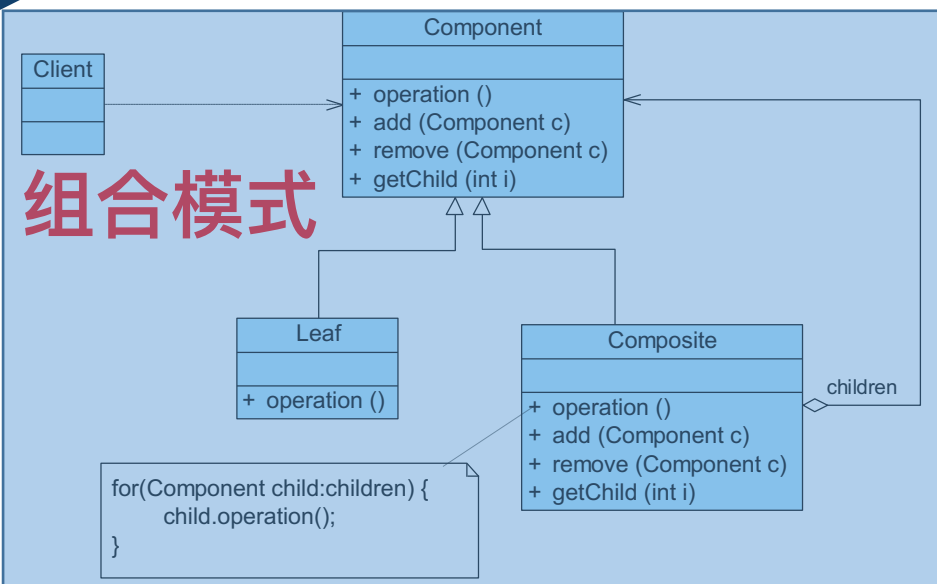 Component
Client
+ operation ()
+ add (Component c)
+ remove (Component c)
+ getChild (int i)
组合模式
Leaf
+ operation ()
Composite
children
+ operation ()
+ add (Component c)
+ remove (Component c)
+ getChild (int i)
for(Component child:children) {
child.operation();
}